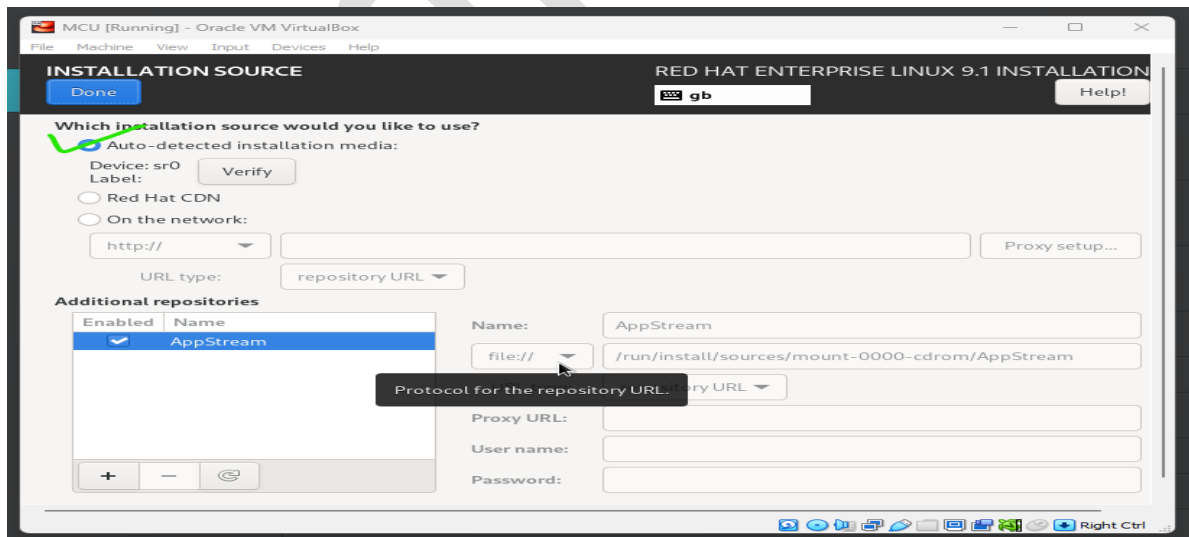 MCU [Running] - Oracle VM VirtualBox
File Machine View Input Devices Help
INSTALLATION SOURCE
RED HAT ENTERPRISE LINUX 9.1 INSTALLATION
Done
gb
Help!
Which installation source would you like to use?
Auto-detected installation media:
Device: sr0
Label:
Verify
Red Hat CDN
On the network:
http://
Proxy setup...
URL type:
repository URL
Additional repositories
Enabled Name
AppStream
Name:
AppStream
file://
/run/install/sources/mount-0000-cdrom/AppStream
Protocol for the repository URL.
ry URL
Proxy URL:
User name:
Password:
Right Ctrl